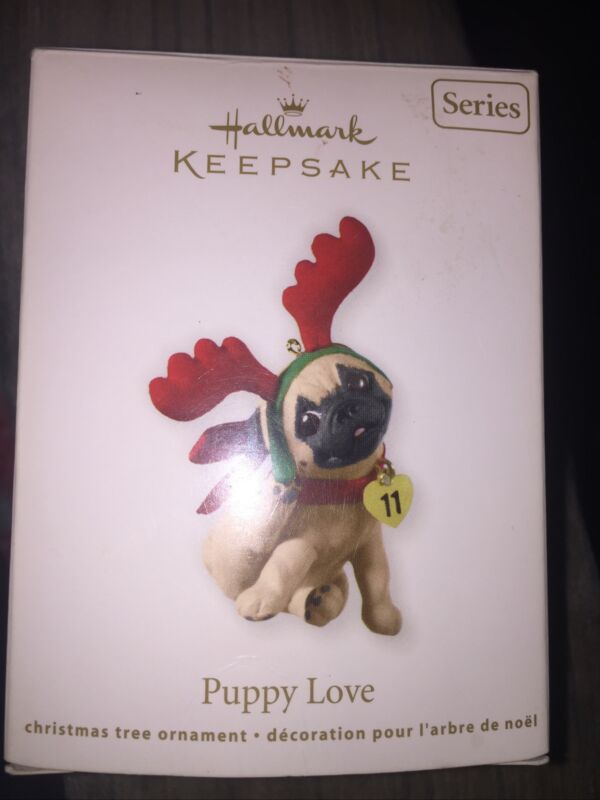 Series
Hallmark
KEEPSAKE
11
Puppy Love
christmas tree ornament • décoration pour l'arbre de noël